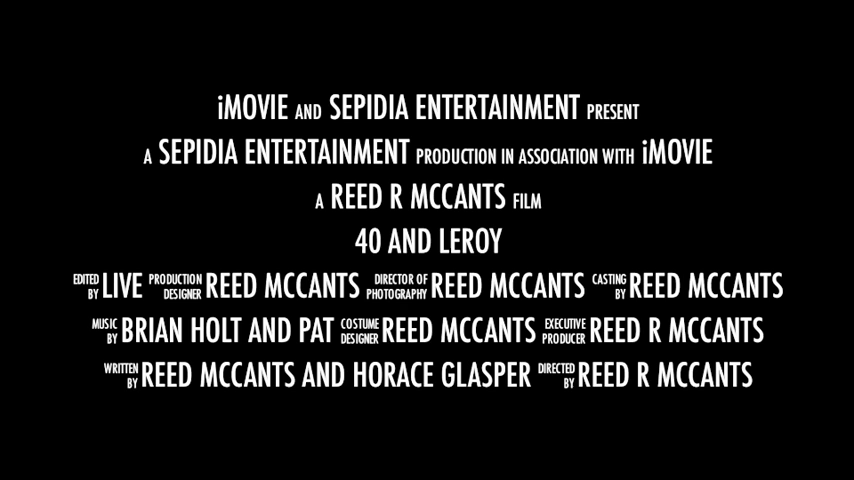 iMOVIE AND SEPIDIA ENTERTAINMENT PRESENT
A SEPIDIA ENTERTAINMENT PRODUCTION IN ASSOCIATION WITH iMOVIE
A REED R MCCANTS FILM
40 AND LEROY
EDITED BY LIVE PRODUCTION DESIGNER REED MCCANTS DIRECTOR OF PHOTOGRAPHY REED MCCANTS CASTING BY REED MCCANTS
MUSIC BY BRIAN HOLT AND PAT COSTUME DESIGNER REED MCCANTS EXECUTIVE PRODUCER REED R MCCANTS
WRITTEN BY REED MCCANTS AND HORACE GLASPER DIRECTED BY REED R MCCANTS